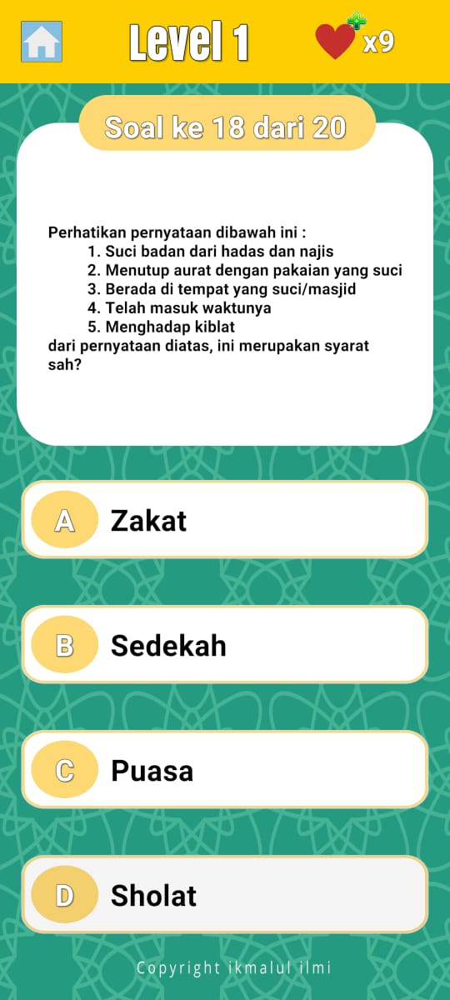 Level 1
x9
Soal ke 18 dari 20
Perhatikan pernyataan dibawah ini :
1. Suci badan dari hadas dan najis
2. Menutup aurat dengan pakaian yang suci
3. Berada di tempat yang suci/masjid
4. Telah masuk waktunya
5. Menghadap kiblat
dari pernyataan diatas, ini merupakan syarat
sah?
A Zakat
B Sedekah
C Puasa
D Sholat
Copyright ikmalul ilmi